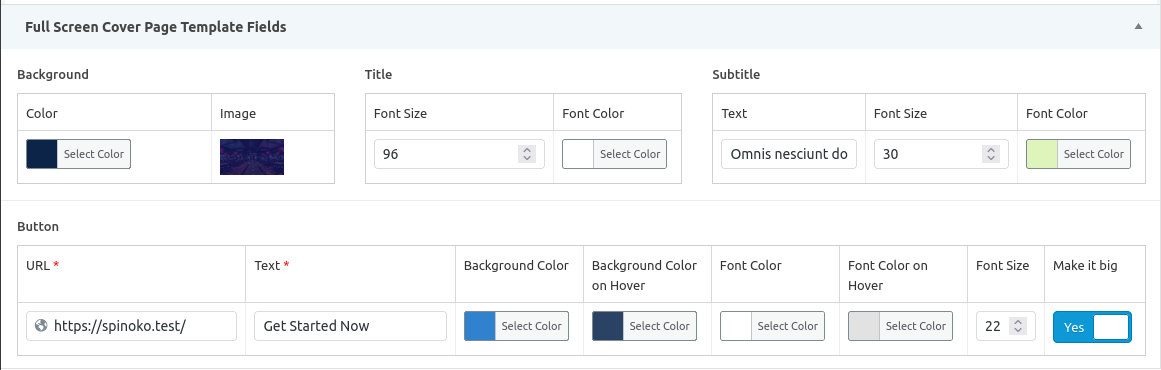 Full Screen Cover Page Template Fields
Background
Title
Subtitle
Color
Image
Font Size
Font Color
Text
Font Size
Font Color
Select Color
96
Select Color
Omnis nesciunt do
30
Select Color
Button
URL *
Text *
Background Color
Background Color
on Hover
Font Color
Font Color on
Hover
Font Size
Make it big
https://spinoko.test/
Get Started Now
Select Color
Select Color
Select Color
Select Color
22
Yes